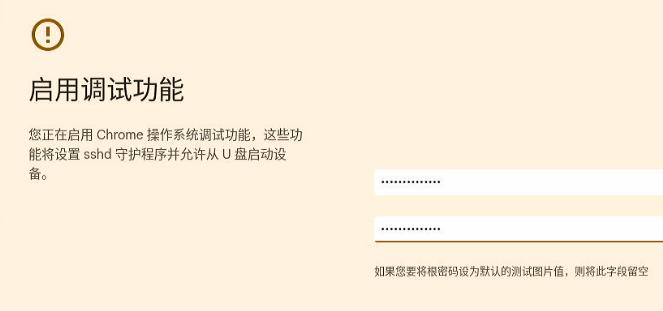 启用调试功能
您正在启用 Chrome 操作系统调试功能，这些功
能将设置 sshd 守护程序并允许从 U 盘启动设
备。
••••••••••••••
••••••••••••••
如果您要将根密码设为默认的测试图片值，则将此字段留空